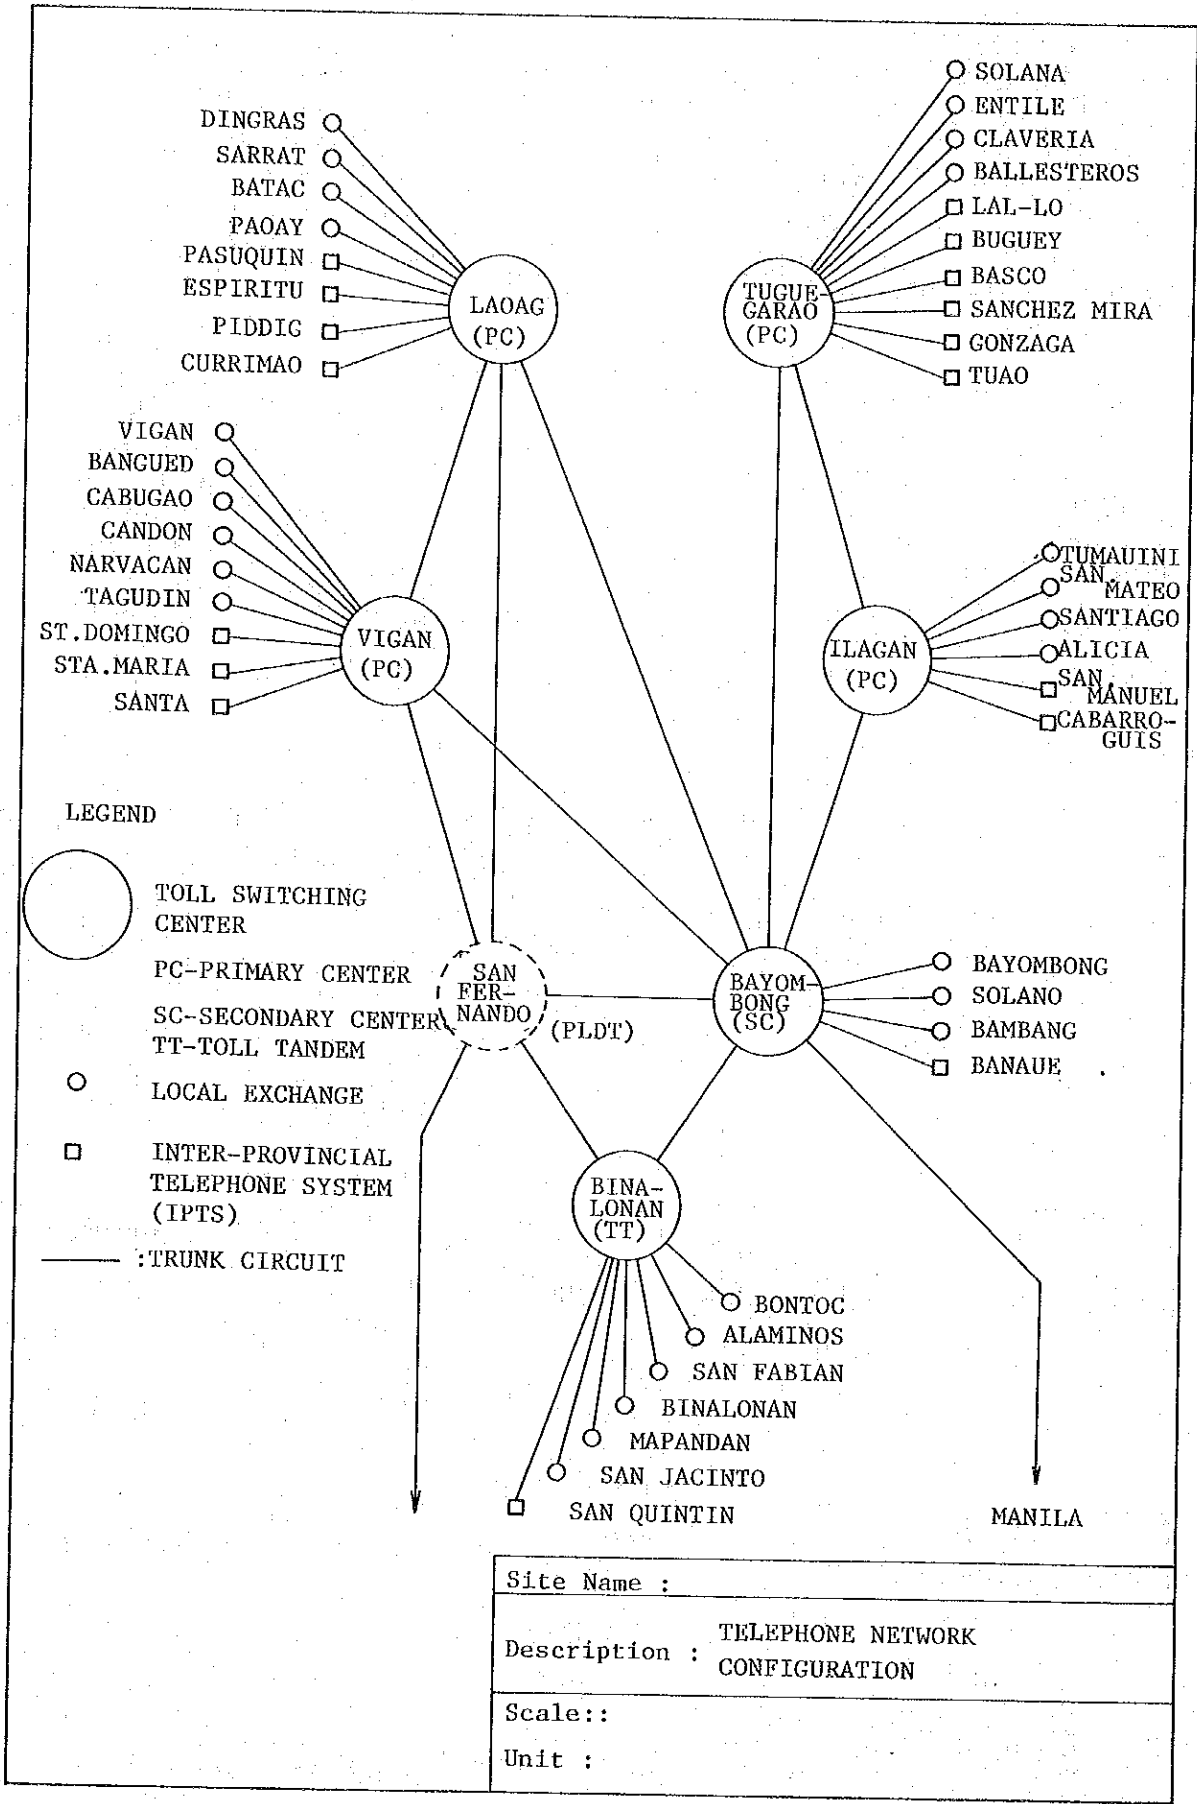 DINGRAS
SARRAT
BATAC
PAOAY
PASUQUIN
ESPIRITU
PIDDIG
CURRIMAO
LAOAG
(PC)
SOLANA
ENTILE
CLAVERIA
BALLESTEROS
LAL-LO
BUGUEY
BASCO
SANCHEZ MIRA
GONZAGA
TUAO
TUGUE-
GARAO
(PC)
VIGAN
BANGUED
CABUGAO
CANDON
NARVACAN
TAGUDIN
ST.DOMINGO
STA.MARIA
SANTA
VIGAN
(PC)
TUMAUINI
SAN.
MATEO
SANTIAGO
ALICIA
SAN.
MANUEL
CABARRO-
GUIS
ILAGAN
(PC)
LEGEND
TOLL SWITCHING
CENTER
PC-PRIMARY CENTER
SC-SECONDARY CENTER
TT-TOLL TANDEM
LOCAL EXCHANGE
INTER-PROVINCIAL
TELEPHONE SYSTEM
(IPTS)
:TRUNK CIRCUIT
SAN
FER-
NANDO
(PLDT)
BAYOM-
BONG
(SC)
BAYOMBONG
SOLANO
BAMBANG
BANAUE
BINA-
LONAN
(TT)
BONTOC
ALAMINOS
SAN FABIAN
BINALONAN
MAPANDAN
SAN JACINTO
SAN QUINTIN
MANILA
Site Name :
Description : TELEPHONE NETWORK
CONFIGURATION
Scale::
Unit :